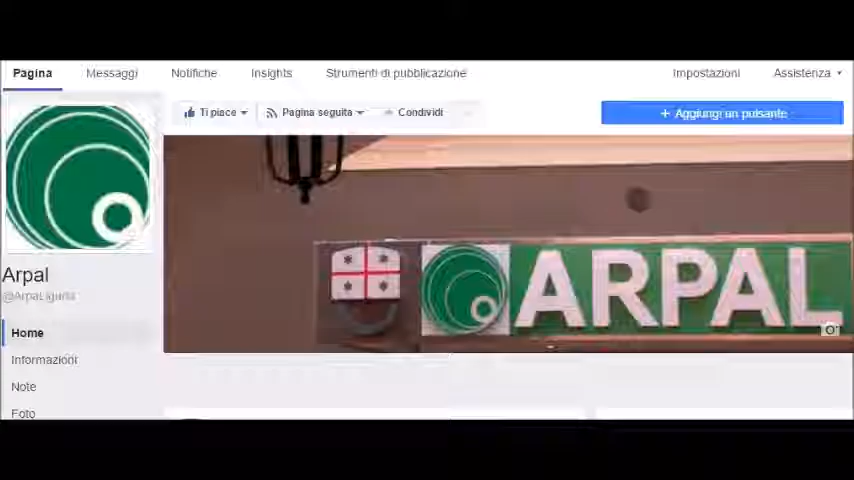 Pagina Messaggi Notifiche Insights Strumenti di pubblicazione Impostazioni Assistenza
Ti piace Pagina seguita Condividi + Aggiungi un pulsante
ARPAL
Arpal
@ArpaLiguria
Home
Informazioni
Note
Foto